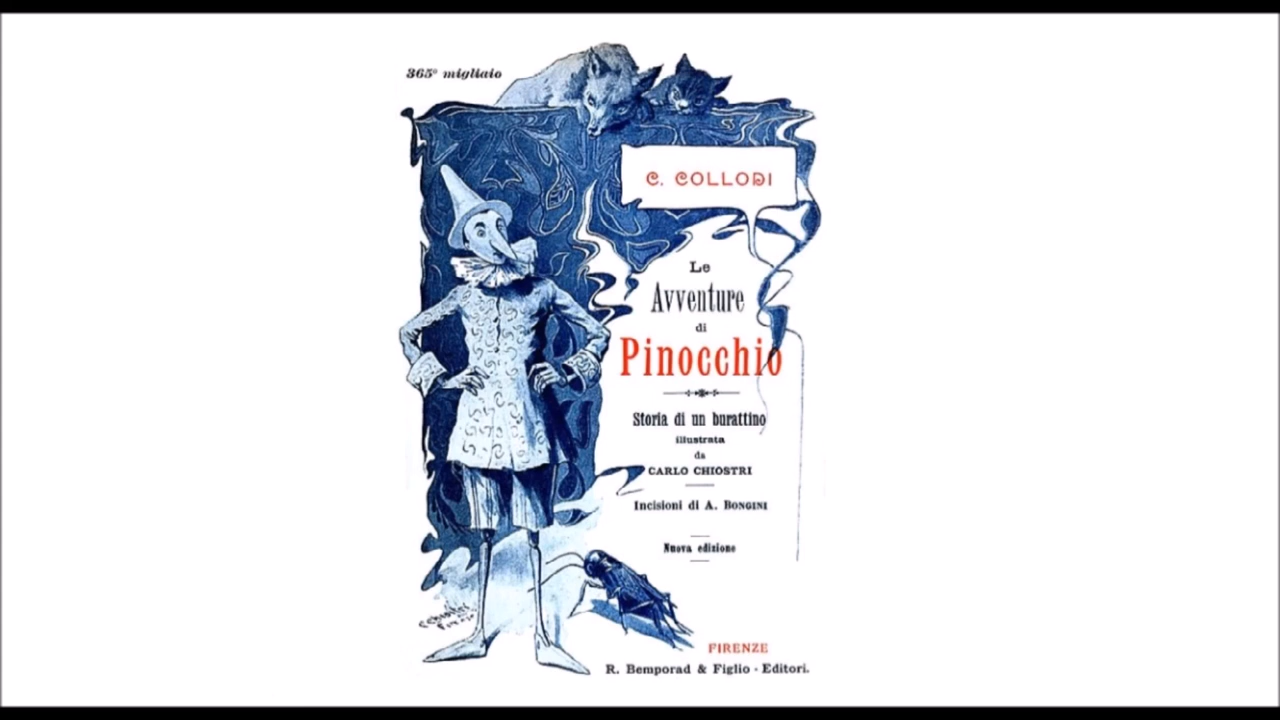 365º migliaio
C. COLLODI
Le
Avventure
di
Pinocchio
Storia di un burattino
illustrata
da
CARLO CHIOSTRI
Incisioni di A. BONGINI
Nuova edizione
FIRENZE
R. Bemporad & Figlio - Editori.